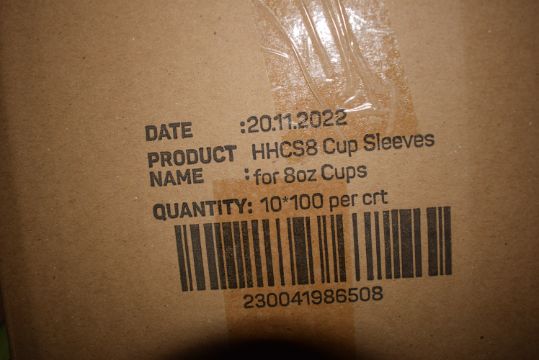 DATE :20.11.2022
PRODUCT HHCS8 Cup Sleeves
NAME : for 8oz Cups
QUANTITY: 10*100 per crt
230041986508